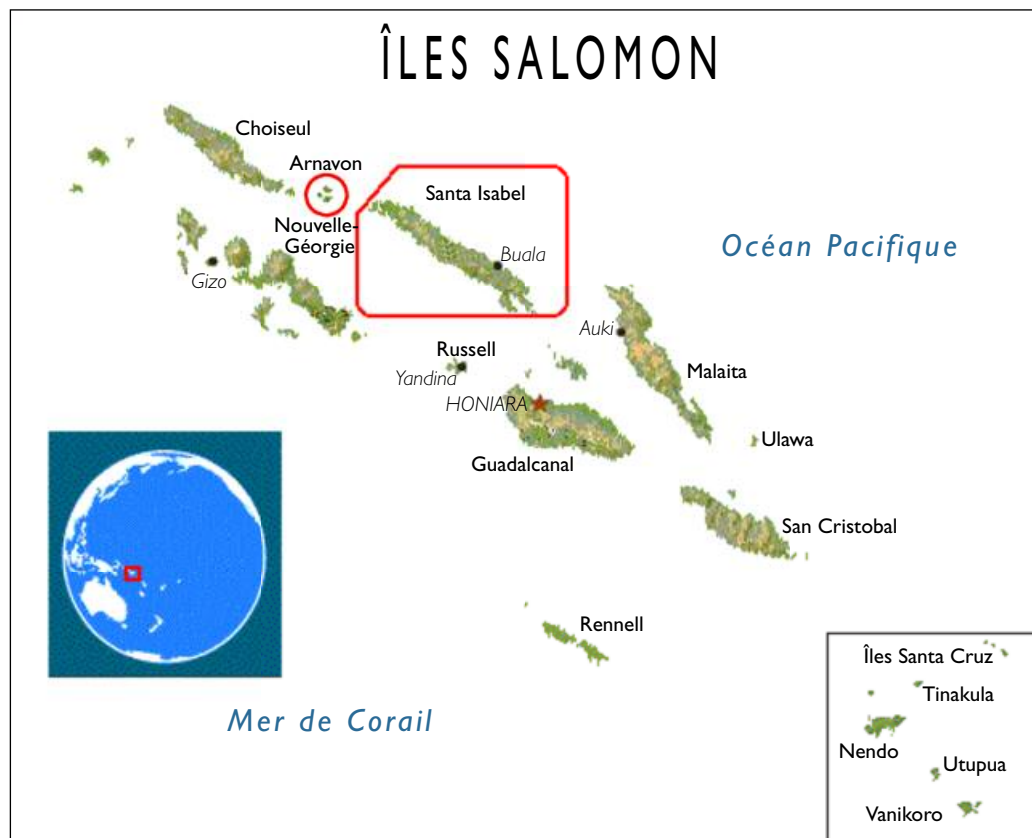 ÎLES SALOMON
Choiseul
Arnavon
Santa Isabel
Nouvelle-
Géorgie
Buala
Océan Pacifique
Gizo
Auki
Russell
Yandina
Malaita
HONIARA
Ulawa
Guadalcanal
San Cristobal
Rennell
Îles Santa Cruz
Tinakula
Mer de Corail
Nendo
Utupua
Vanikoro